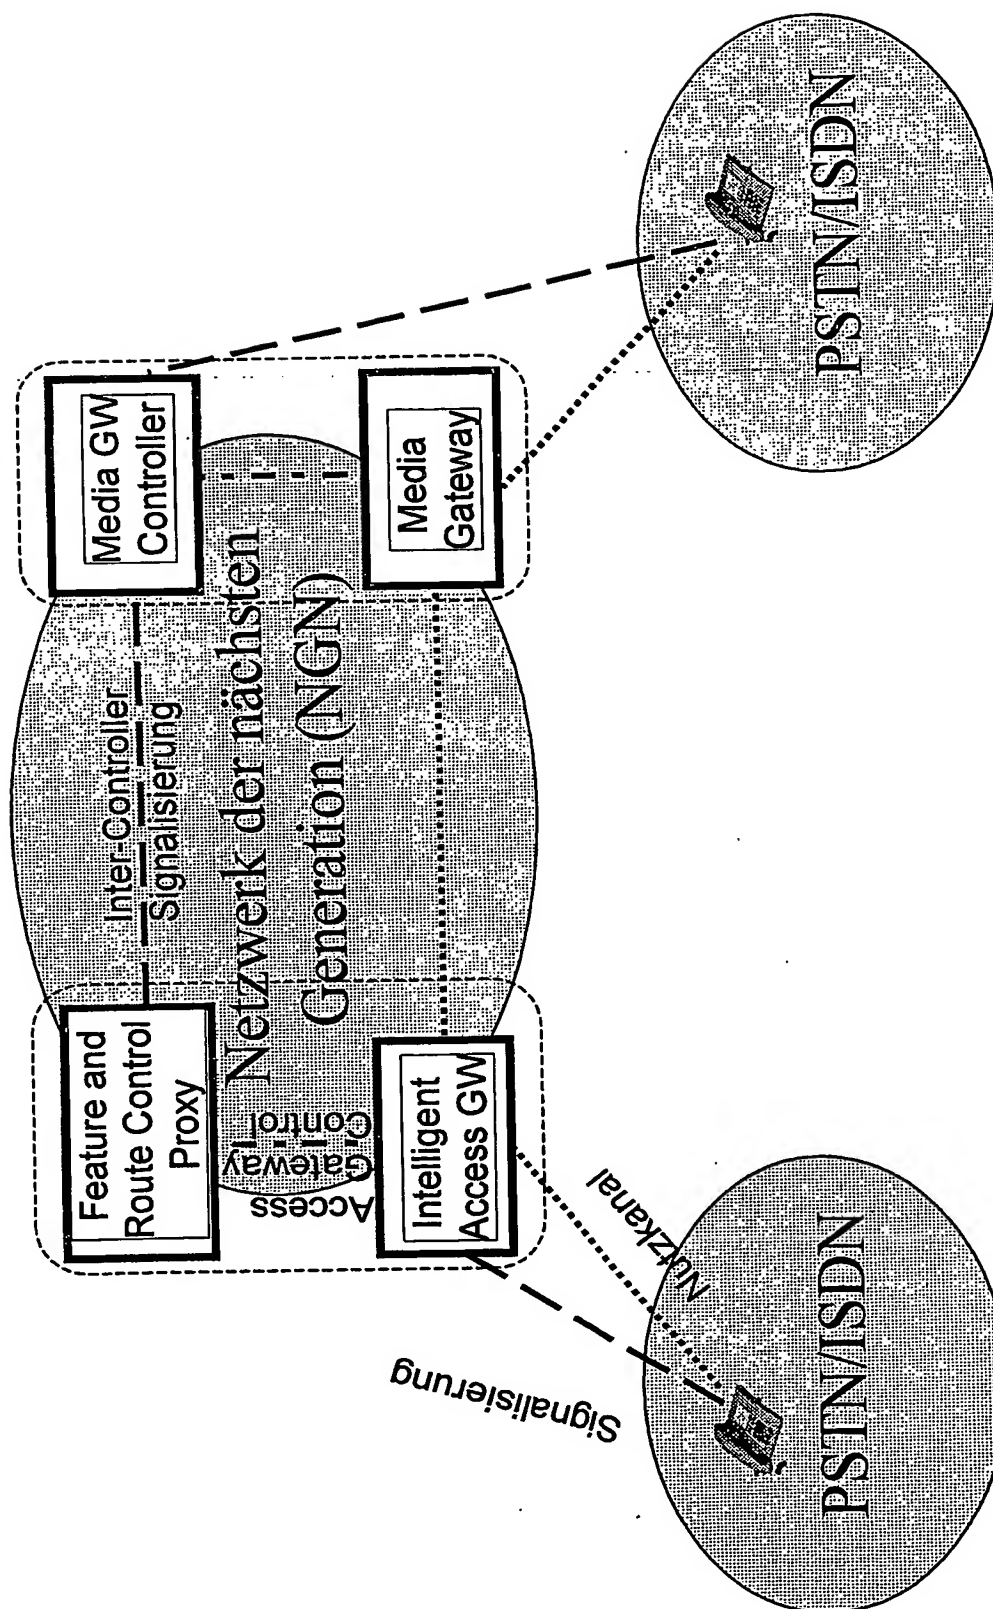 Feature and
Route Control
Proxy
Inter-Controller
Signalisierung
Media GW
Controller
Netzwerk der nächsten
Generation (NGN)
Access
Gateway
Control
Intelligent
Access GW
Media
Gateway
Signalisierung
Nutzkanal
PSTN/ISDN
PSTN/ISDN